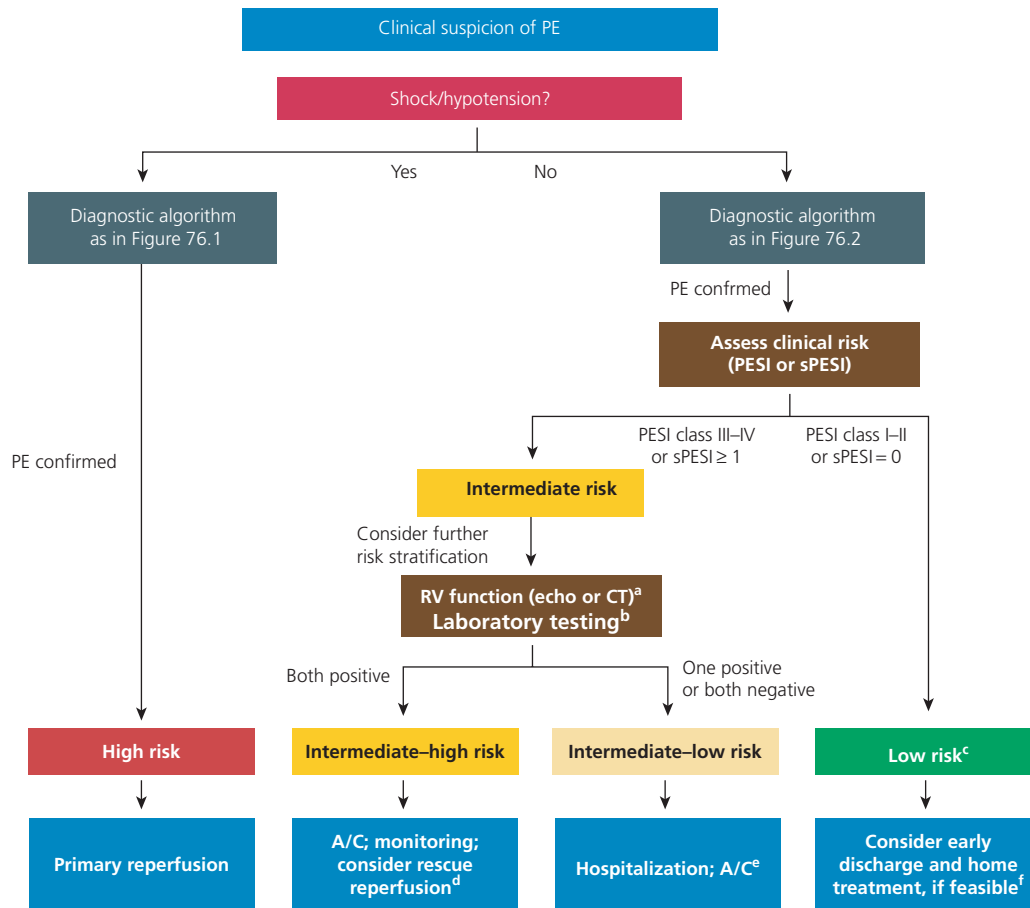 Clinical suspicion of PE
Shock/hypotension?
Yes
No
Diagnostic algorithm
as in Figure 76.1
Diagnostic algorithm
as in Figure 76.2
PE confrmed
Assess clinical risk
(PESI or sPESI)
PE confirmed
PESI class III–IV
or sPESI ≥ 1
PESI class I–II
or sPESI = 0
Intermediate risk
Consider further
risk stratification
RV function (echo or CT)ᵃ
Laboratory testingᵇ
Both positive
One positive
or both negative
High risk
Intermediate–high risk
Intermediate–low risk
Low riskᶜ
Primary reperfusion
A/C; monitoring;
consider rescue
reperfusionᵈ
Hospitalization; A/Cᵉ
Consider early
discharge and home
treatment, if feasibleᶠ